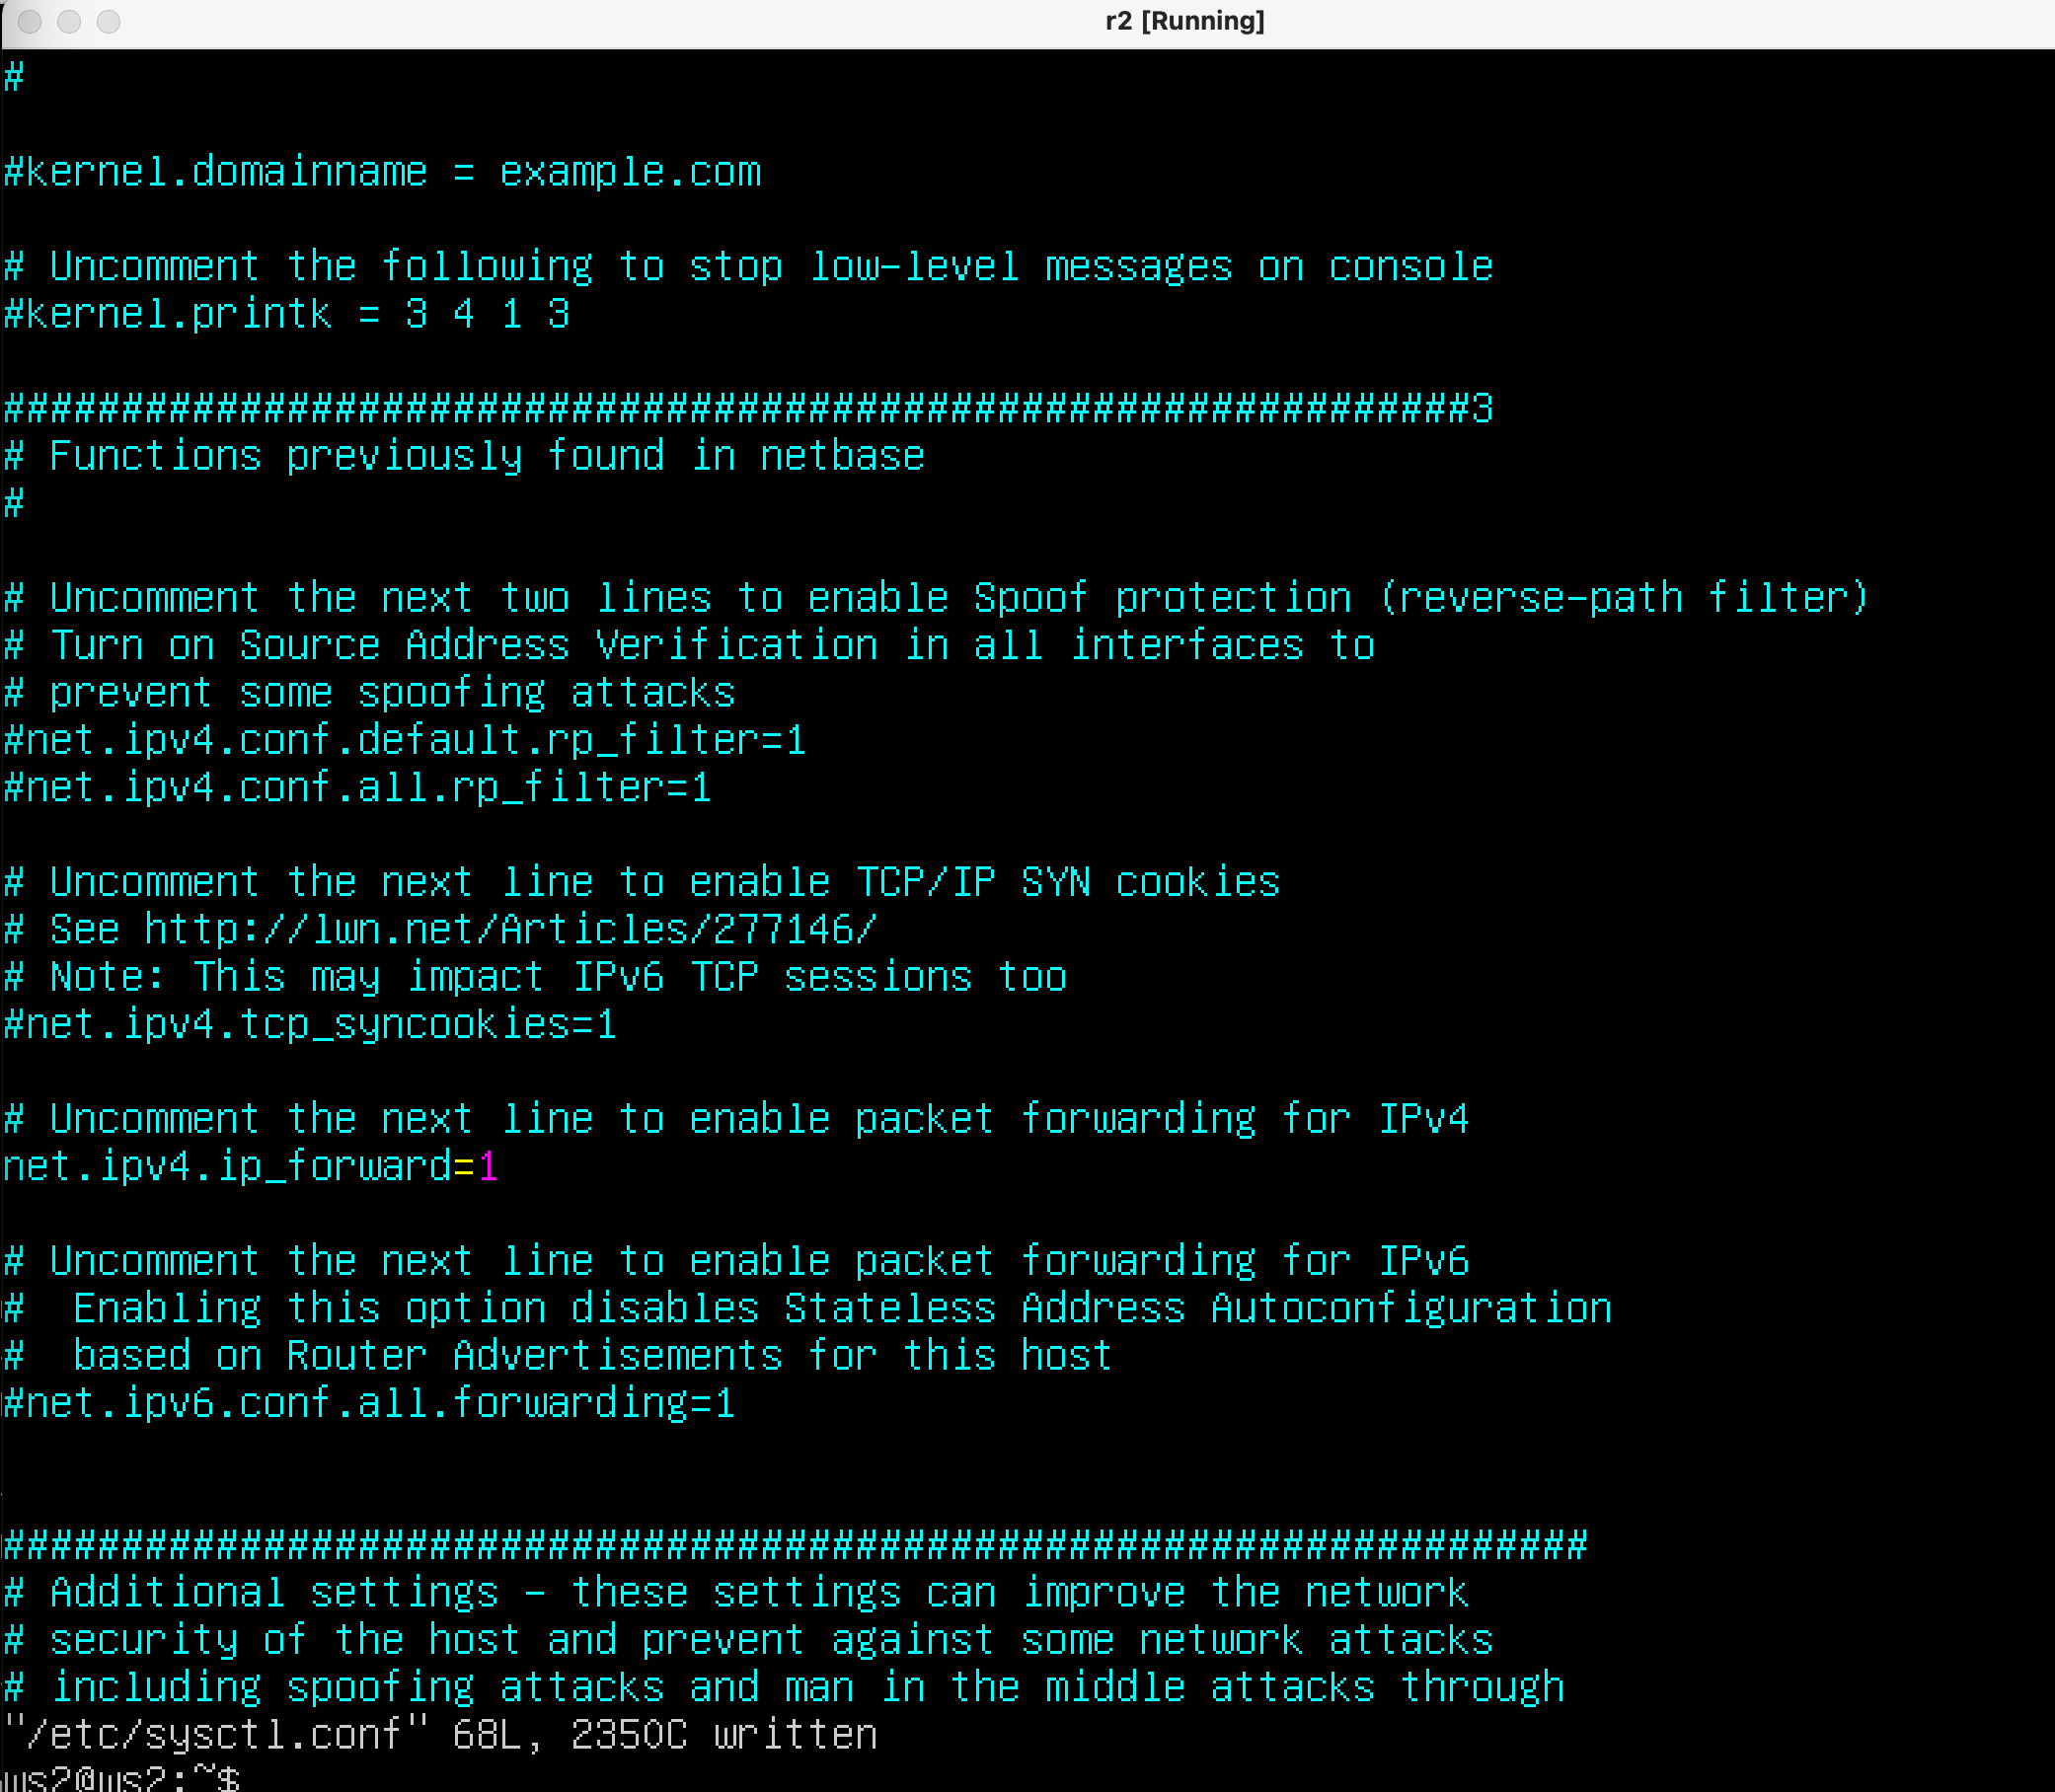 r2 [Running]
#
#kernel.domainname = example.com
# Uncomment the following to stop low-level messages on console
#kernel.printk = 3 4 1 3
##############################################################3
# Functions previously found in netbase
#
# Uncomment the next two lines to enable Spoof protection (reverse-path filter)
# Turn on Source Address Verification in all interfaces to
# prevent some spoofing attacks
#net.ipv4.conf.default.rp_filter=1
#net.ipv4.conf.all.rp_filter=1
# Uncomment the next line to enable TCP/IP SYN cookies
# See http://lwn.net/Articles/277146/
# Note: This may impact IPv6 TCP sessions too
#net.ipv4.tcp_syncookies=1
# Uncomment the next line to enable packet forwarding for IPv4
net.ipv4.ip_forward=1
# Uncomment the next line to enable packet forwarding for IPv6
#  Enabling this option disables Stateless Address Autoconfiguration
#  based on Router Advertisements for this host
#net.ipv6.conf.all.forwarding=1
###################################################################
# Additional settings - these settings can improve the network
# security of the host and prevent against some network attacks
# including spoofing attacks and man in the middle attacks through
"/etc/sysctl.conf" 68L, 2350C written
ws2@ws2:~$